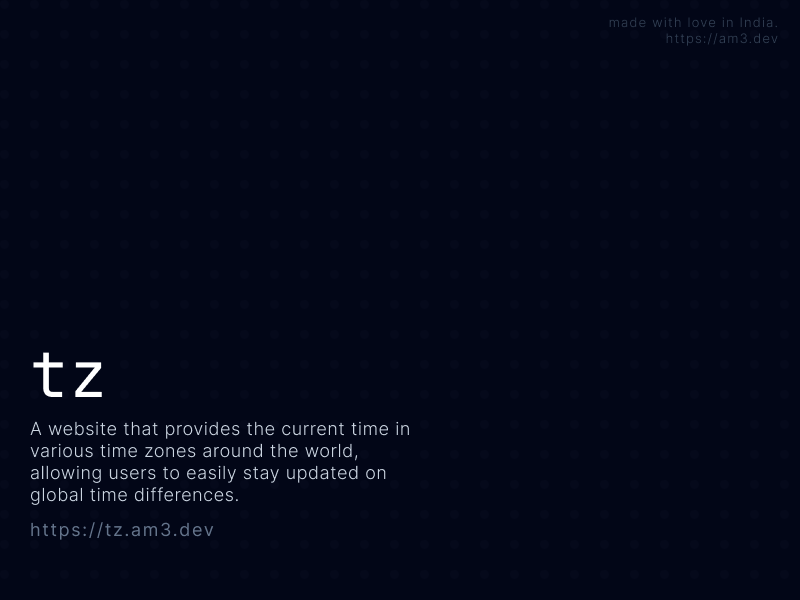 made with love in India.
https://am3.dev
tz
A website that provides the current time in
various time zones around the world,
allowing users to easily stay updated on
global time differences.
https://tz.am3.dev